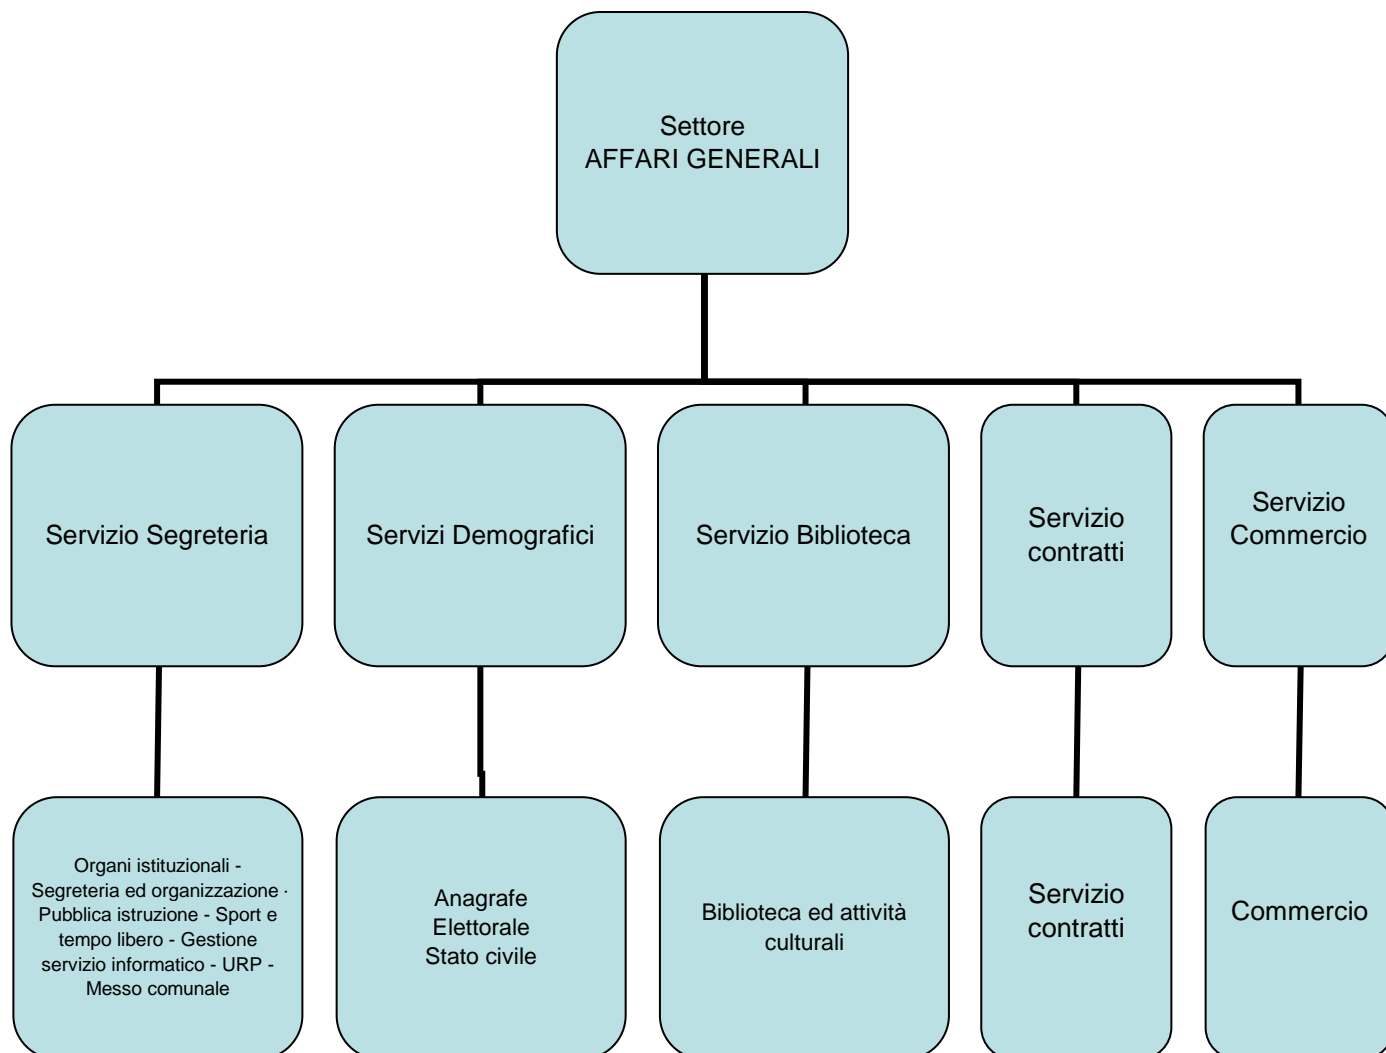 Settore
AFFARI GENERALI
Servizio Segreteria
Servizi Demografici
Servizio Biblioteca
Servizio
contratti
Servizio
Commercio
Organi istituzionali -
Segreteria ed organizzazione -
Pubblica istruzione - Sport e
tempo libero - Gestione
servizio informatico - URP -
Messo comunale
Anagrafe
Elettorale
Stato civile
Biblioteca ed attività
culturali
Servizio
contratti
Commercio